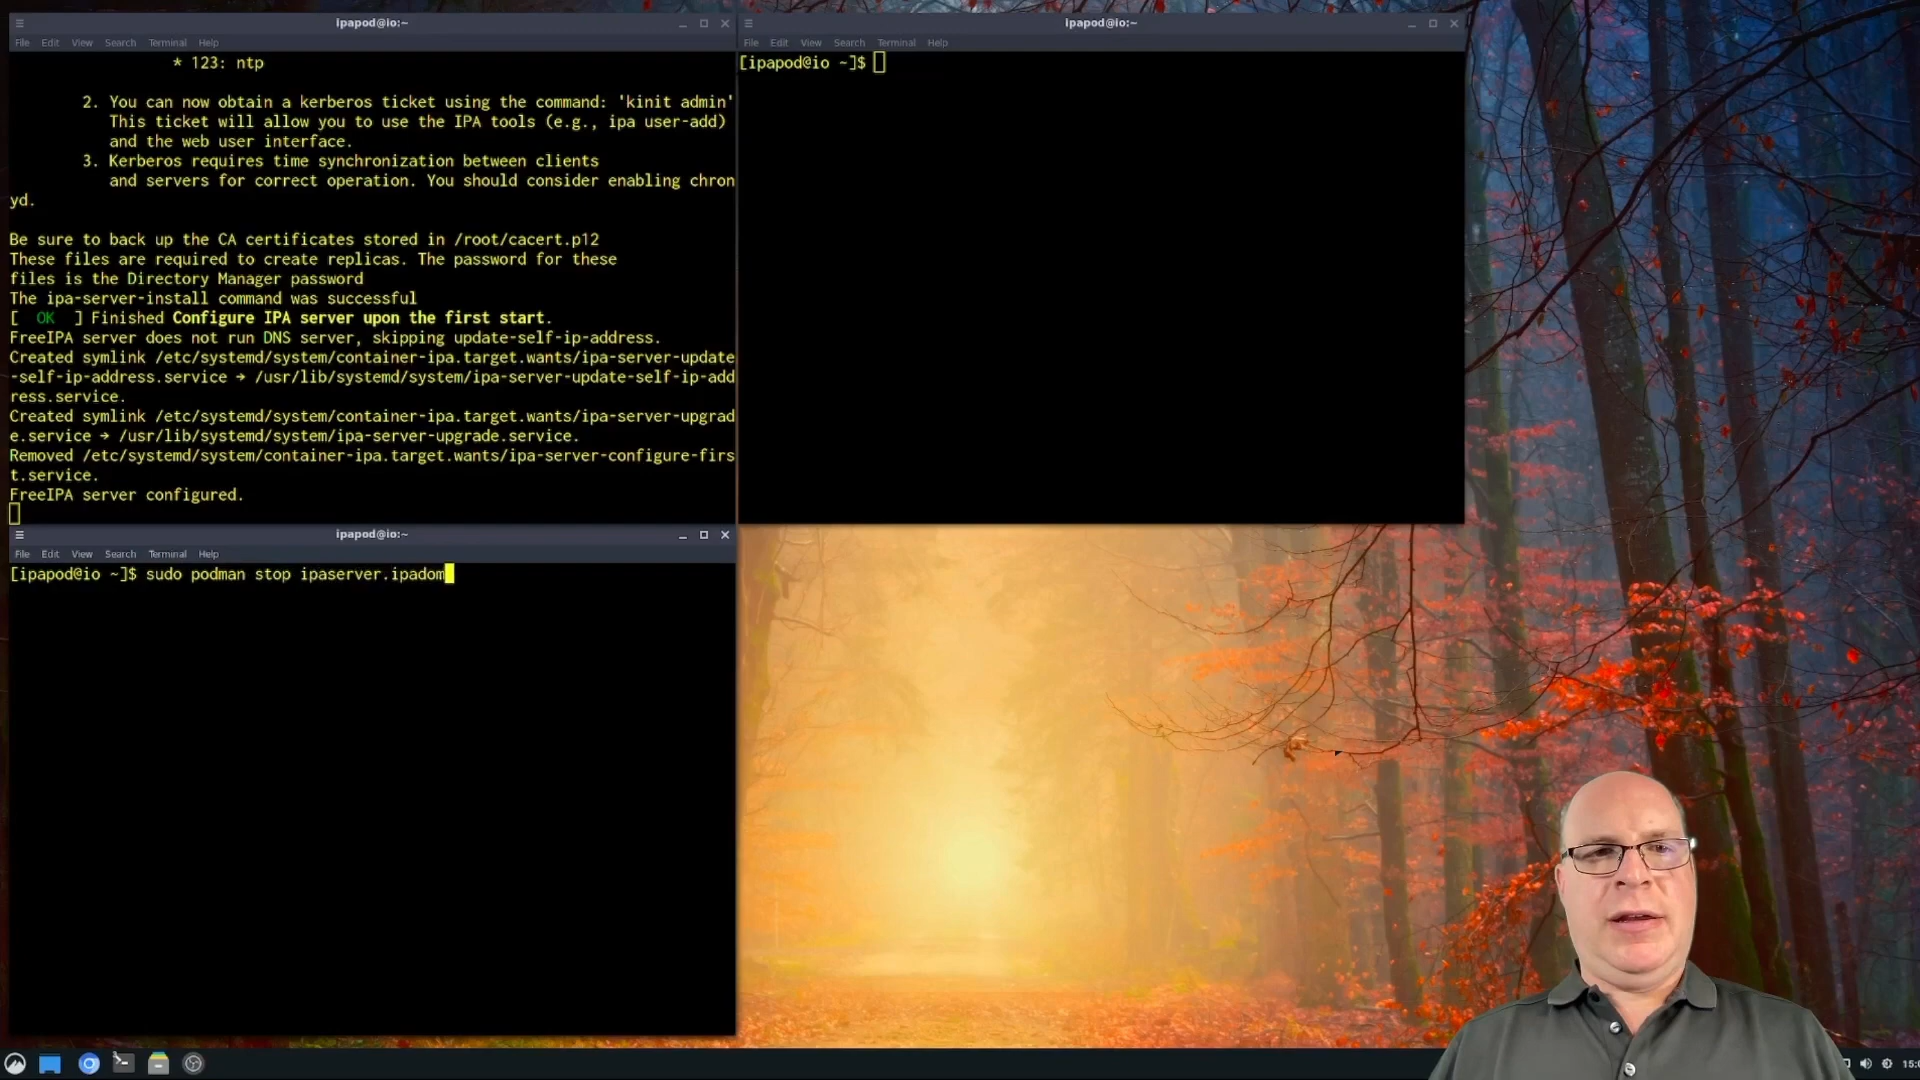 ipapod@io:~
File Edit View Search Terminal Help
* 123: ntp
2. You can now obtain a kerberos ticket using the command: 'kinit admin'
This ticket will allow you to use the IPA tools (e.g., ipa user-add)
and the web user interface.
3. Kerberos requires time synchronization between clients
and servers for correct operation. You should consider enabling chron
yd.
Be sure to back up the CA certificates stored in /root/cacert.p12
These files are required to create replicas. The password for these
files is the Directory Manager password
The ipa-server-install command was successful
[  OK  ] Finished Configure IPA server upon the first start.
FreeIPA server does not run DNS server, skipping update-self-ip-address.
Created symlink /etc/systemd/system/container-ipa.target.wants/ipa-server-update
-self-ip-address.service → /usr/lib/systemd/system/ipa-server-update-self-ip-add
ress.service.
Created symlink /etc/systemd/system/container-ipa.target.wants/ipa-server-upgrad
e.service → /usr/lib/systemd/system/ipa-server-upgrade.service.
Removed /etc/systemd/system/container-ipa.target.wants/ipa-server-configure-firs
t.service.
FreeIPA server configured.
ipapod@io:~
File Edit View Search Terminal Help
[ipapod@io ~]$
ipapod@io:~
File Edit View Search Terminal Help
[ipapod@io ~]$ sudo podman stop ipaserver.ipadom